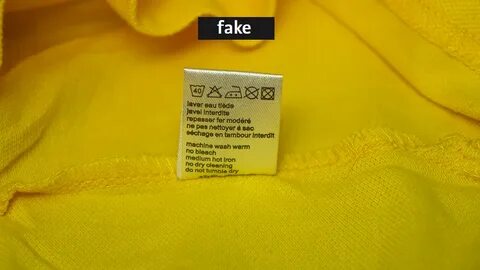 fake
40
laver eau tiède
javel interdite
repasser fer modéré
ne pas nettoyer à sec
séchage en tambour interdit
machine wash warm
no bleach
medium hot iron
no dry cleaning
do not tumble dry